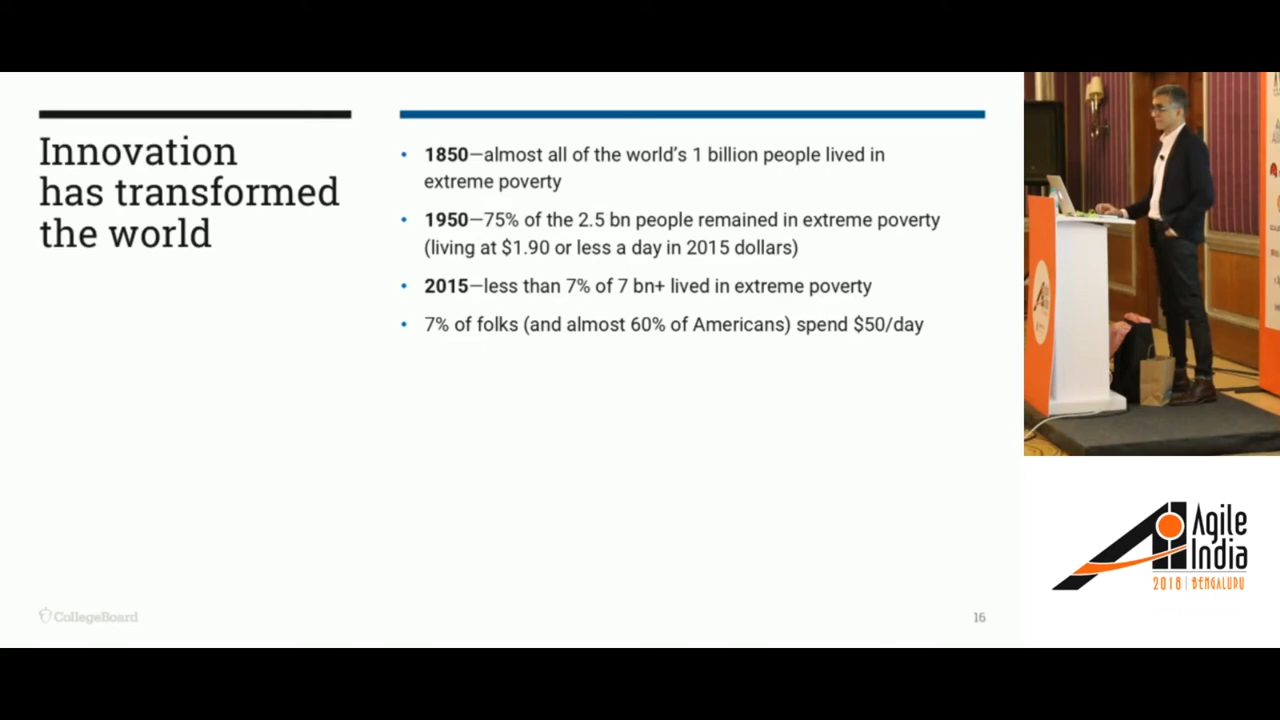 Innovation
has transformed
the world
• 1850—almost all of the world's 1 billion people lived in
extreme poverty
• 1950—75% of the 2.5 bn people remained in extreme poverty
(living at $1.90 or less a day in 2015 dollars)
• 2015—less than 7% of 7 bn+ lived in extreme poverty
• 7% of folks (and almost 60% of Americans) spend $50/day
CollegeBoard
16
Agile
India
2018 | BENGALURU